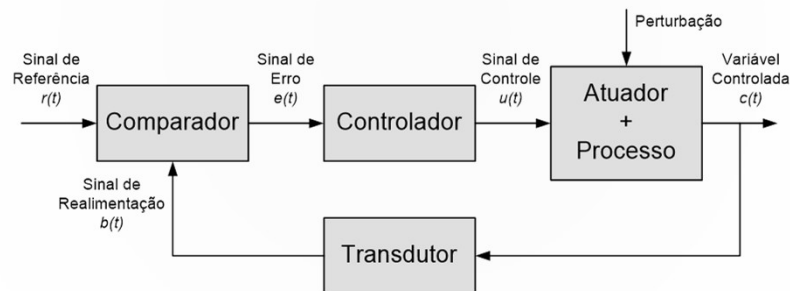 Perturbação
Sinal de
Referência
r(t)
Sinal de
Erro
e(t)
Sinal de
Controle
u(t)
Variável
Controlada
c(t)
Comparador
Controlador
Atuador
+
Processo
Sinal de
Realimentação
b(t)
Transdutor